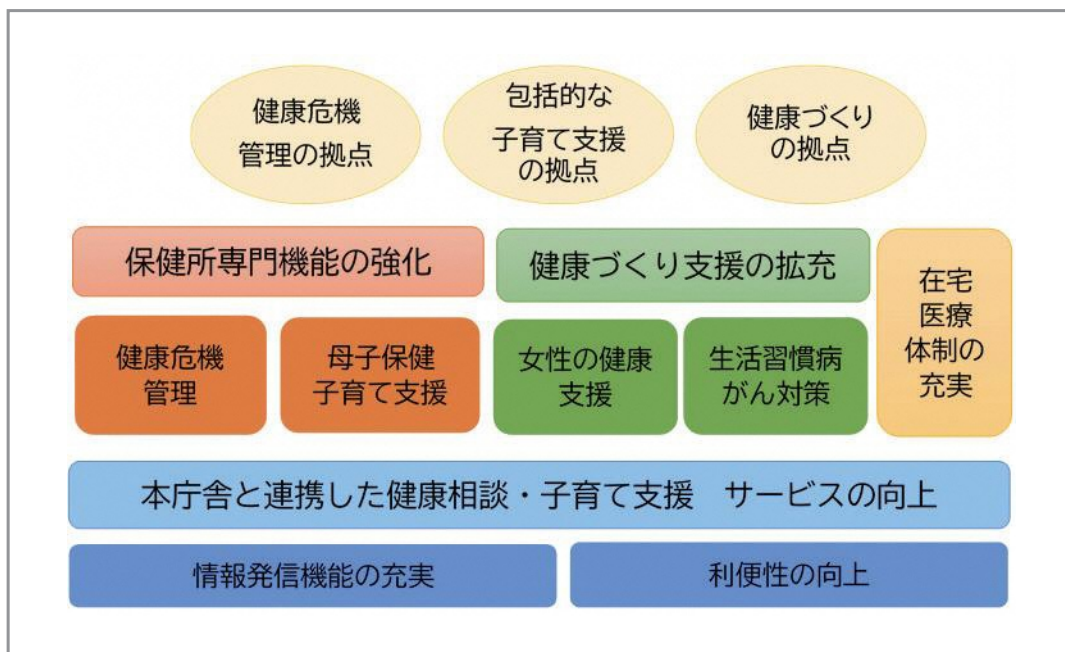 健康危機
管理の拠点
包括的な
子育て支援
の拠点
健康づくり
の拠点
保健所専門機能の強化
健康づくり支援の拡充
在宅
医療
体制の
充実
健康危機
管理
母子保健
子育て支援
女性の健康
支援
生活習慣病
がん対策
本庁舎と連携した健康相談・子育て支援　サービスの向上
情報発信機能の充実
利便性の向上